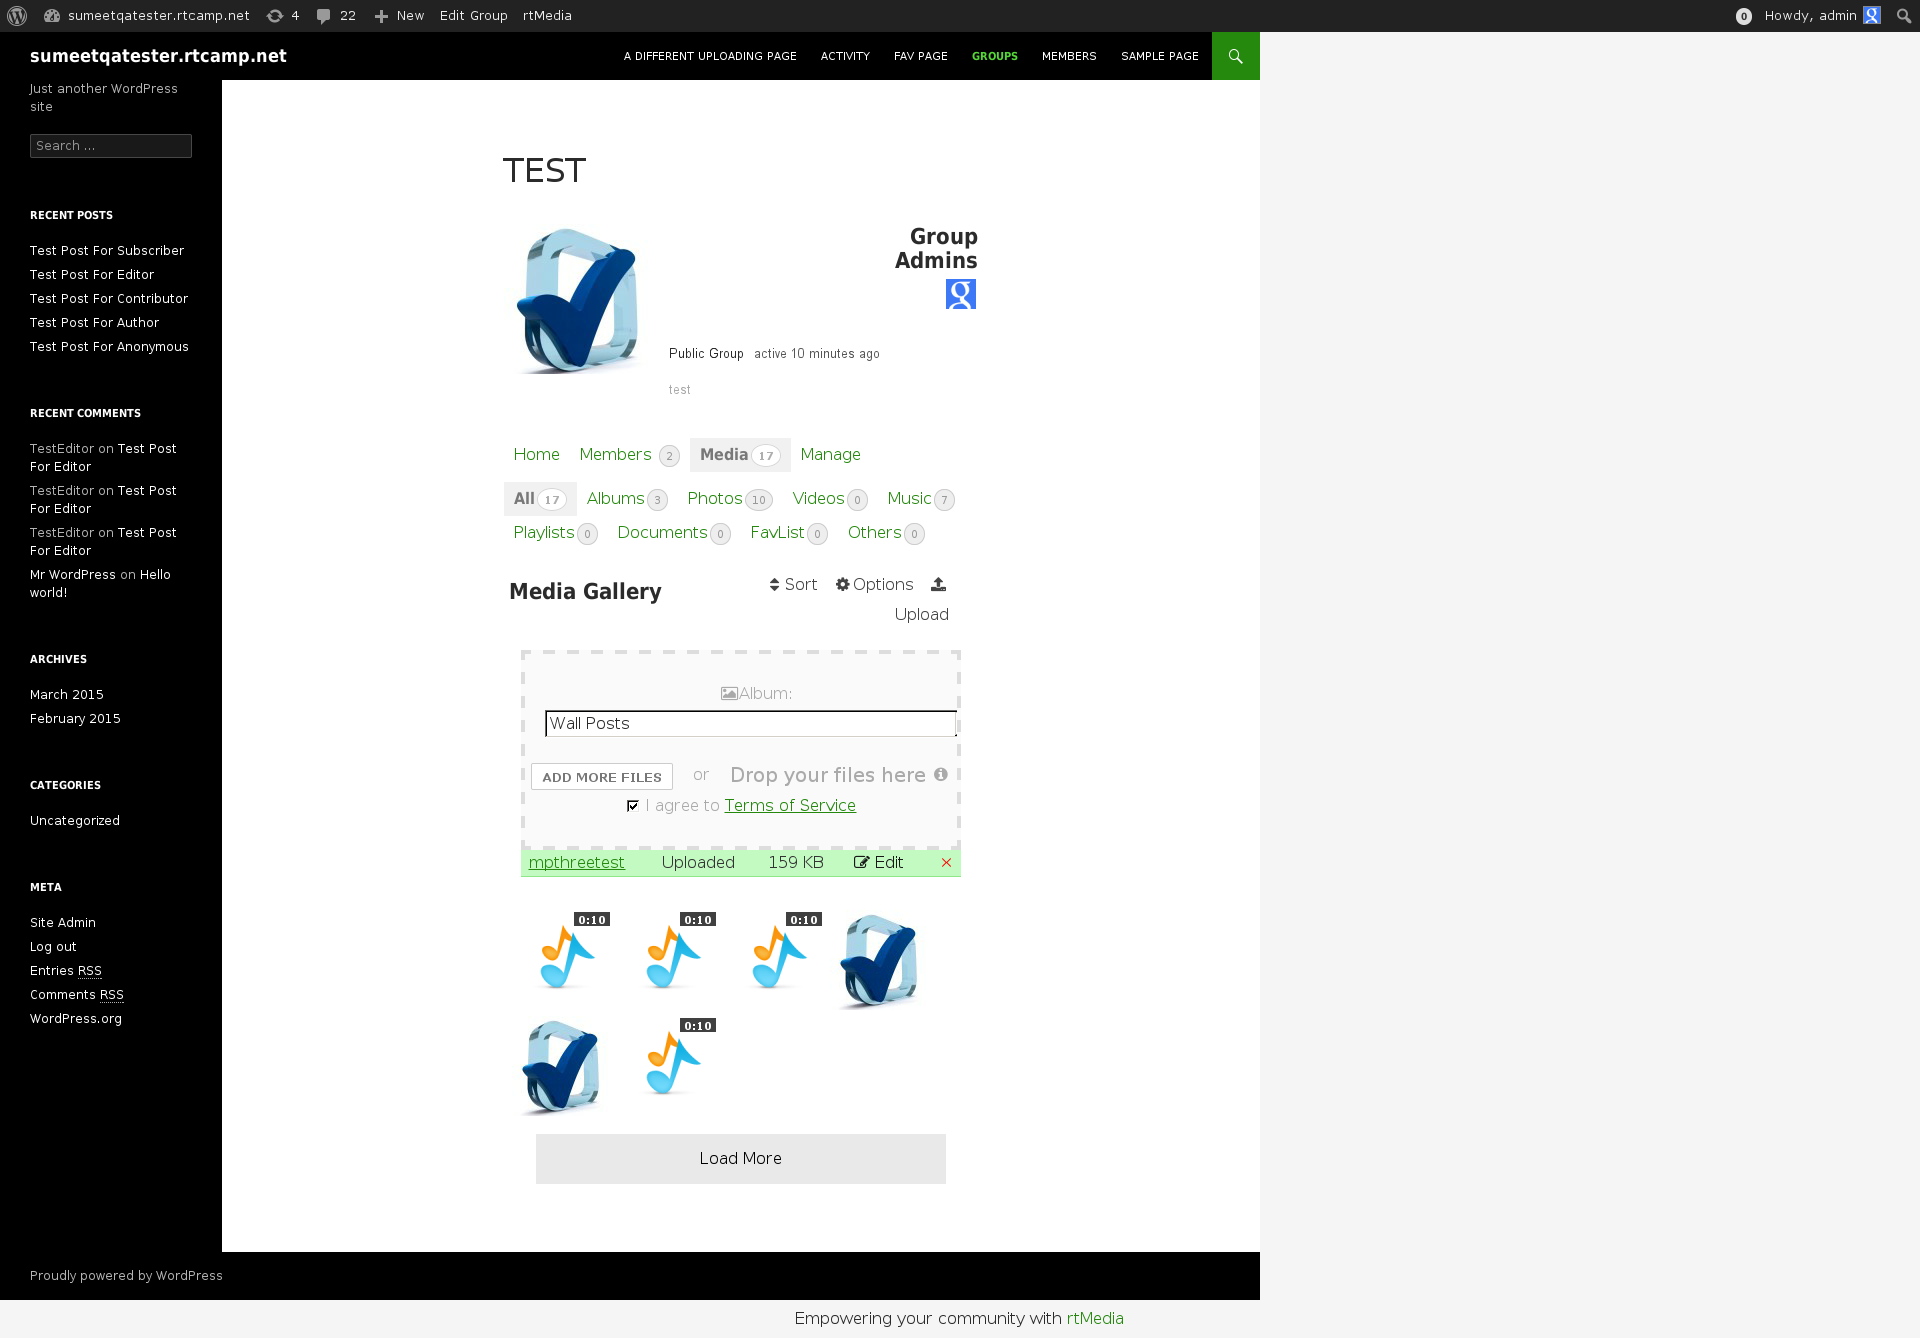 sumeetqatester.rtcamp.net 4 22 New Edit Group rtMedia 0 Howdy, admin
sumeetqatester.rtcamp.net
A DIFFERENT UPLOADING PAGE ACTIVITY FAV PAGE GROUPS MEMBERS SAMPLE PAGE
Just another WordPress
site
Search ...
RECENT POSTS
Test Post For Subscriber
Test Post For Editor
Test Post For Contributor
Test Post For Author
Test Post For Anonymous
RECENT COMMENTS
TestEditor on Test Post
For Editor
TestEditor on Test Post
For Editor
TestEditor on Test Post
For Editor
Mr WordPress on Hello
world!
ARCHIVES
March 2015
February 2015
CATEGORIES
Uncategorized
META
Site Admin
Log out
Entries RSS
Comments RSS
WordPress.org
TEST
Group
Admins
g
Public Group active 10 minutes ago
test
Home Members 2 Media 17 Manage
All 17 Albums 3 Photos 10 Videos 0 Music 7
Playlists 0 Documents 0 FavList 0 Others 0
Media Gallery
Sort Options
Upload
Album:
Wall Posts
ADD MORE FILES or Drop your files here
I agree to Terms of Service
mpthreetest Uploaded 159 KB Edit ×
0:10 0:10 0:10
0:10
Load More
Proudly powered by WordPress
Empowering your community with rtMedia